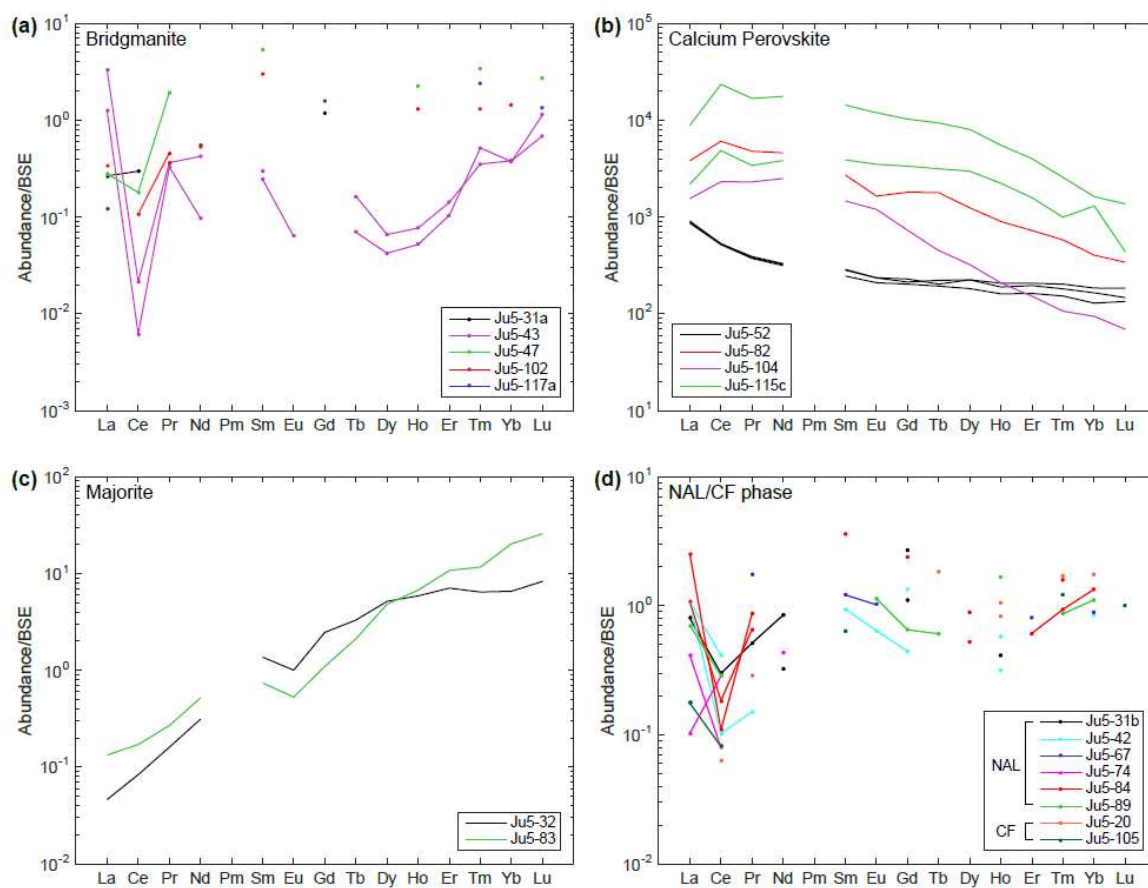 (a)
Bridgmanite
Abundance/BSE
10^1
10^0
10^-1
10^-2
10^-3
Ju5-31a
Ju5-43
Ju5-47
Ju5-102
Ju5-117a
La Ce Pr Nd Pm Sm Eu Gd Tb Dy Ho Er Tm Yb Lu
(b)
Calcium Perovskite
Abundance/BSE
10^5
10^4
10^3
10^2
10^1
Ju5-52
Ju5-82
Ju5-104
Ju5-115c
La Ce Pr Nd Pm Sm Eu Gd Tb Dy Ho Er Tm Yb Lu
(c)
Majorite
Abundance/BSE
10^2
10^1
10^0
10^-1
10^-2
Ju5-32
Ju5-83
La Ce Pr Nd Pm Sm Eu Gd Tb Dy Ho Er Tm Yb Lu
(d)
NAL/CF phase
Abundance/BSE
10^1
10^0
10^-1
10^-2
NAL
Ju5-31b
Ju5-42
Ju5-67
Ju5-74
Ju5-84
Ju5-89
CF
Ju5-20
Ju5-105
La Ce Pr Nd Pm Sm Eu Gd Tb Dy Ho Er Tm Yb Lu